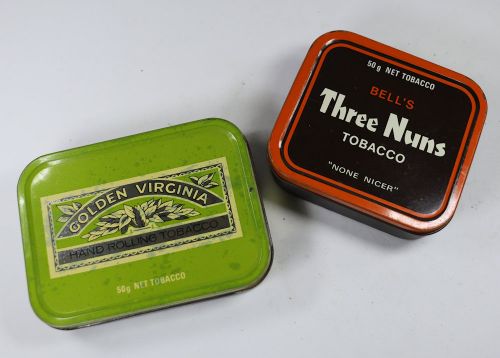 GOLDEN VIRGINIA
HAND ROLLING TOBACCO
50g NET TOBACCO
50g NET TOBACCO
BELL'S
Three Nuns
TOBACCO
"NONE NICER"